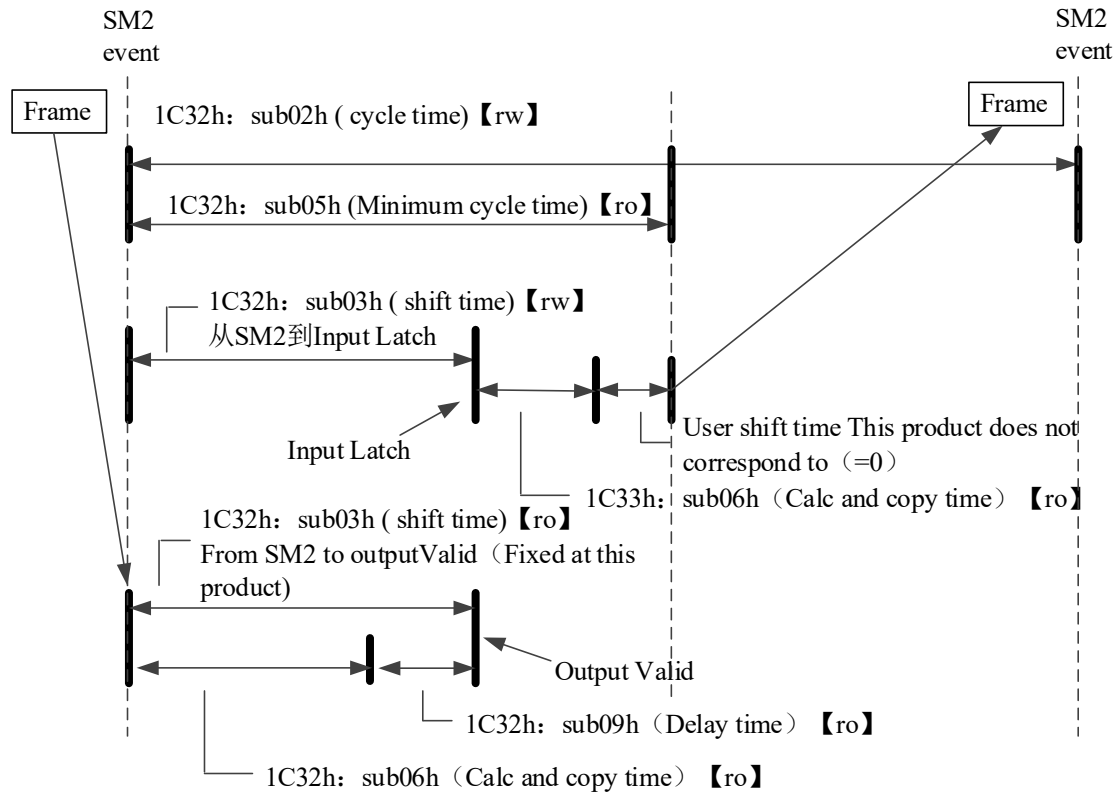 SM2
event
SM2
event
Frame
Frame
1C32h：sub02h ( cycle time)【rw】
1C32h：sub05h (Minimum cycle time)【ro】
1C32h：sub03h ( shift time)【rw】
从SM2到Input Latch
Input Latch
User shift time This product does not
correspond to（=0）
1C33h：sub06h（Calc and copy time）【ro】
1C32h：sub03h ( shift time)【ro】
From SM2 to outputValid（Fixed at this
product)
Output Valid
1C32h：sub09h（Delay time）【ro】
1C32h：sub06h（Calc and copy time）【ro】